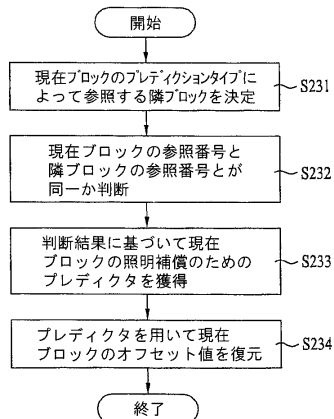 開始
現在ブロックのプレディクションタイプに
よって参照する隣ブロックを決定
S231
現在ブロックの参照番号と
隣ブロックの参照番号とが
同一か判断
S232
判断結果に基づいて現在
ブロックの照明補償のための
プレディクタを獲得
S233
プレディクタを用いて現在
ブロックのオフセット値を復元
S234
終了